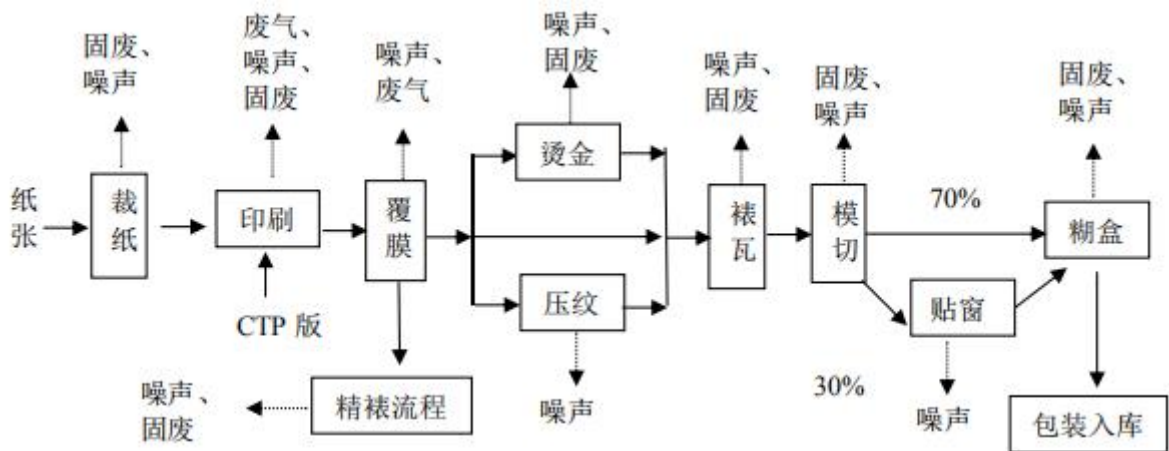 固废、
噪声
废气、
噪声、
固废
噪声、
废气
噪声、
固废
噪声、
固废
固废、
噪声
固废、
噪声
纸
张
裁
纸
印刷
覆
膜
烫金
压纹
裱
瓦
模
切
70%
糊盒
CTP 版
贴窗
30%
噪声、
固废
精裱流程
噪声
噪声
包装入库